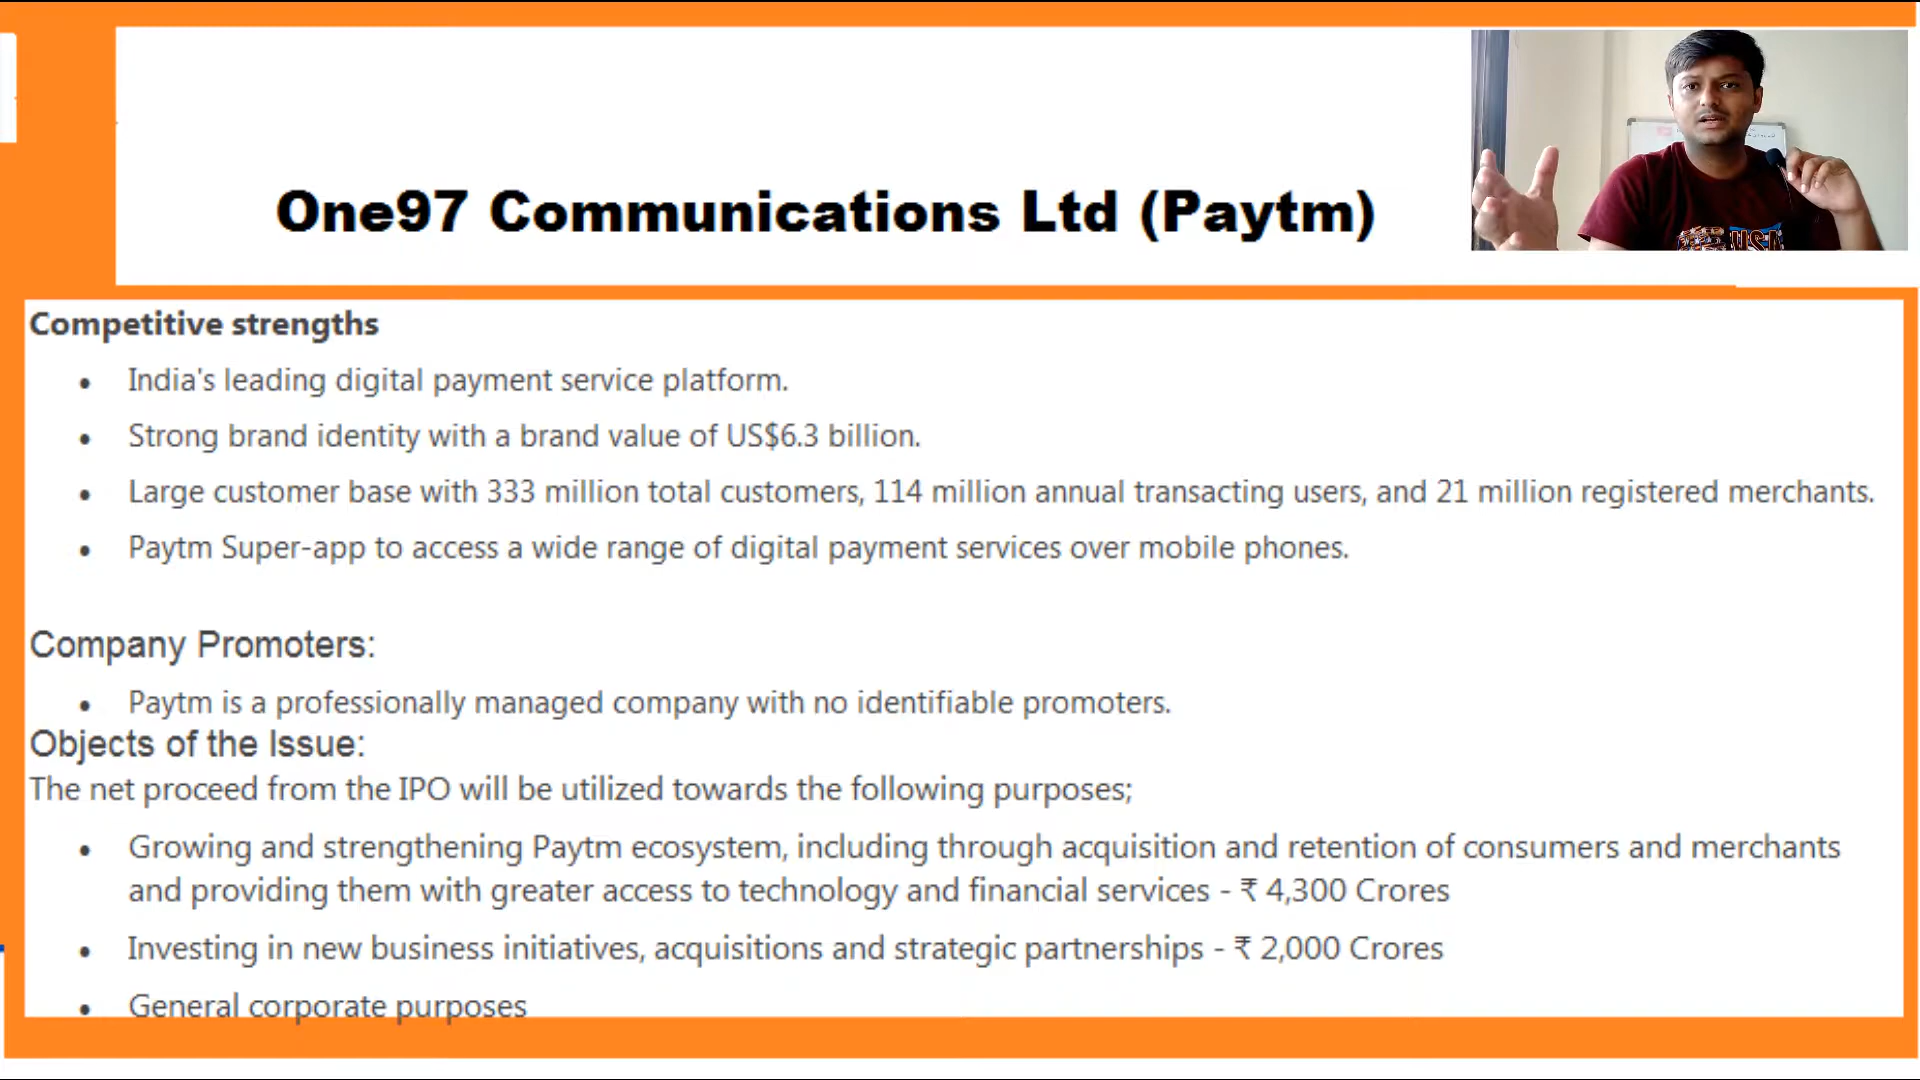 One97 Communications Ltd (Paytm)
USA
Competitive strengths
India's leading digital payment service platform.
Strong brand identity with a brand value of US$6.3 billion.
Large customer base with 333 million total customers, 114 million annual transacting users, and 21 million registered merchants.
Paytm Super-app to access a wide range of digital payment services over mobile phones.
Company Promoters:
Paytm is a professionally managed company with no identifiable promoters.
Objects of the Issue:
The net proceed from the IPO will be utilized towards the following purposes;
Growing and strengthening Paytm ecosystem, including through acquisition and retention of consumers and merchants
and providing them with greater access to technology and financial services - ₹ 4,300 Crores
Investing in new business initiatives, acquisitions and strategic partnerships - ₹ 2,000 Crores
General corporate purposes